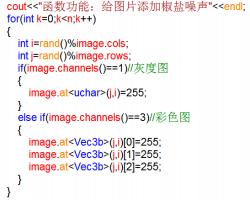 cout<<"函数功能：给图片添加椒盐噪声"<<endl;
for(int k=0;k<n;k++)
{
int i=rand()%image.cols;
int j=rand()%image.rows;
if(image.channels()==1)//灰度图
{
image.at<uchar>(j,i)=255;
}
else if(image.channels()==3)//彩色图
{
image.at<Vec3b>(j,i)[0]=255;
image.at<Vec3b>(j,i)[1]=255;
image.at<Vec3b>(j,i)[2]=255;
}
}